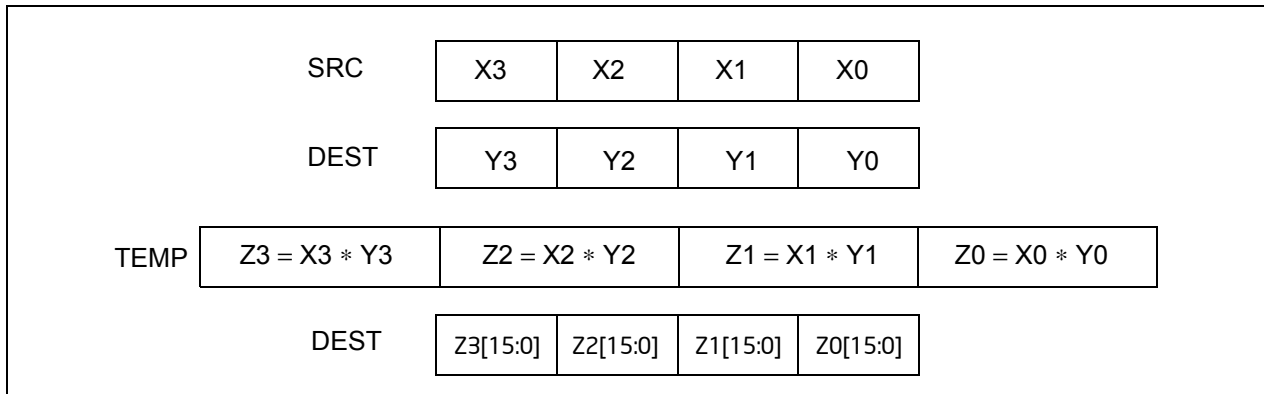 SRC X3 X2 X1 X0
DEST Y3 Y2 Y1 Y0
TEMP Z3 = X3 ∗ Y3 Z2 = X2 ∗ Y2 Z1 = X1 ∗ Y1 Z0 = X0 ∗ Y0
DEST Z3[15:0] Z2[15:0] Z1[15:0] Z0[15:0]